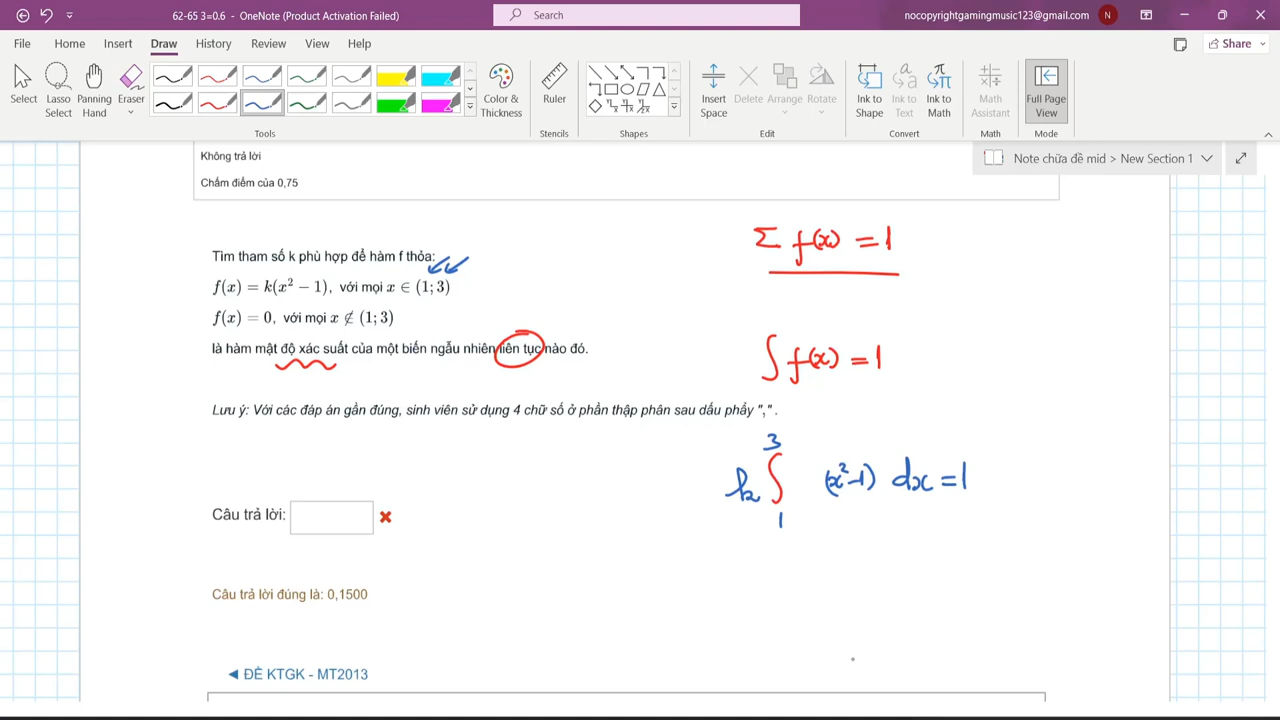 62-65 3=0.6 - OneNote (Product Activation Failed)
Search
nocopyrightgamingmusic123@gmail.com
N
File Home Insert Draw History Review View Help
Share
Select
Lasso Select
Panning Hand
Eraser
Color & Thickness
Ruler
Insert Space
Delete
Arrange
Rotate
Ink to Shape
Ink to Text
Ink to Math
Math Assistant
Full Page View
Tools
Stencils
Shapes
Edit
Convert
Math
Mode
Note chữa đề mid > New Section 1
Không trả lời
Chấm điểm của 0,75
Σ f(x) = 1
Tìm tham số k phù hợp để hàm f thỏa:
f(x) = k(x² − 1), với mọi x ∈ (1; 3)
f(x) = 0, với mọi x ∉ (1; 3)
là hàm mật độ xác suất của một biến ngẫu nhiên liên tục nào đó.
∫ f(x) = 1
Lưu ý: Với các đáp án gần đúng, sinh viên sử dụng 4 chữ số ở phần thập phân sau dấu phẩy "," .
k ∫₁³ (x²-1) dx = 1
Câu trả lời:
Câu trả lời đúng là: 0,1500
◄ ĐỀ KTGK - MT2013